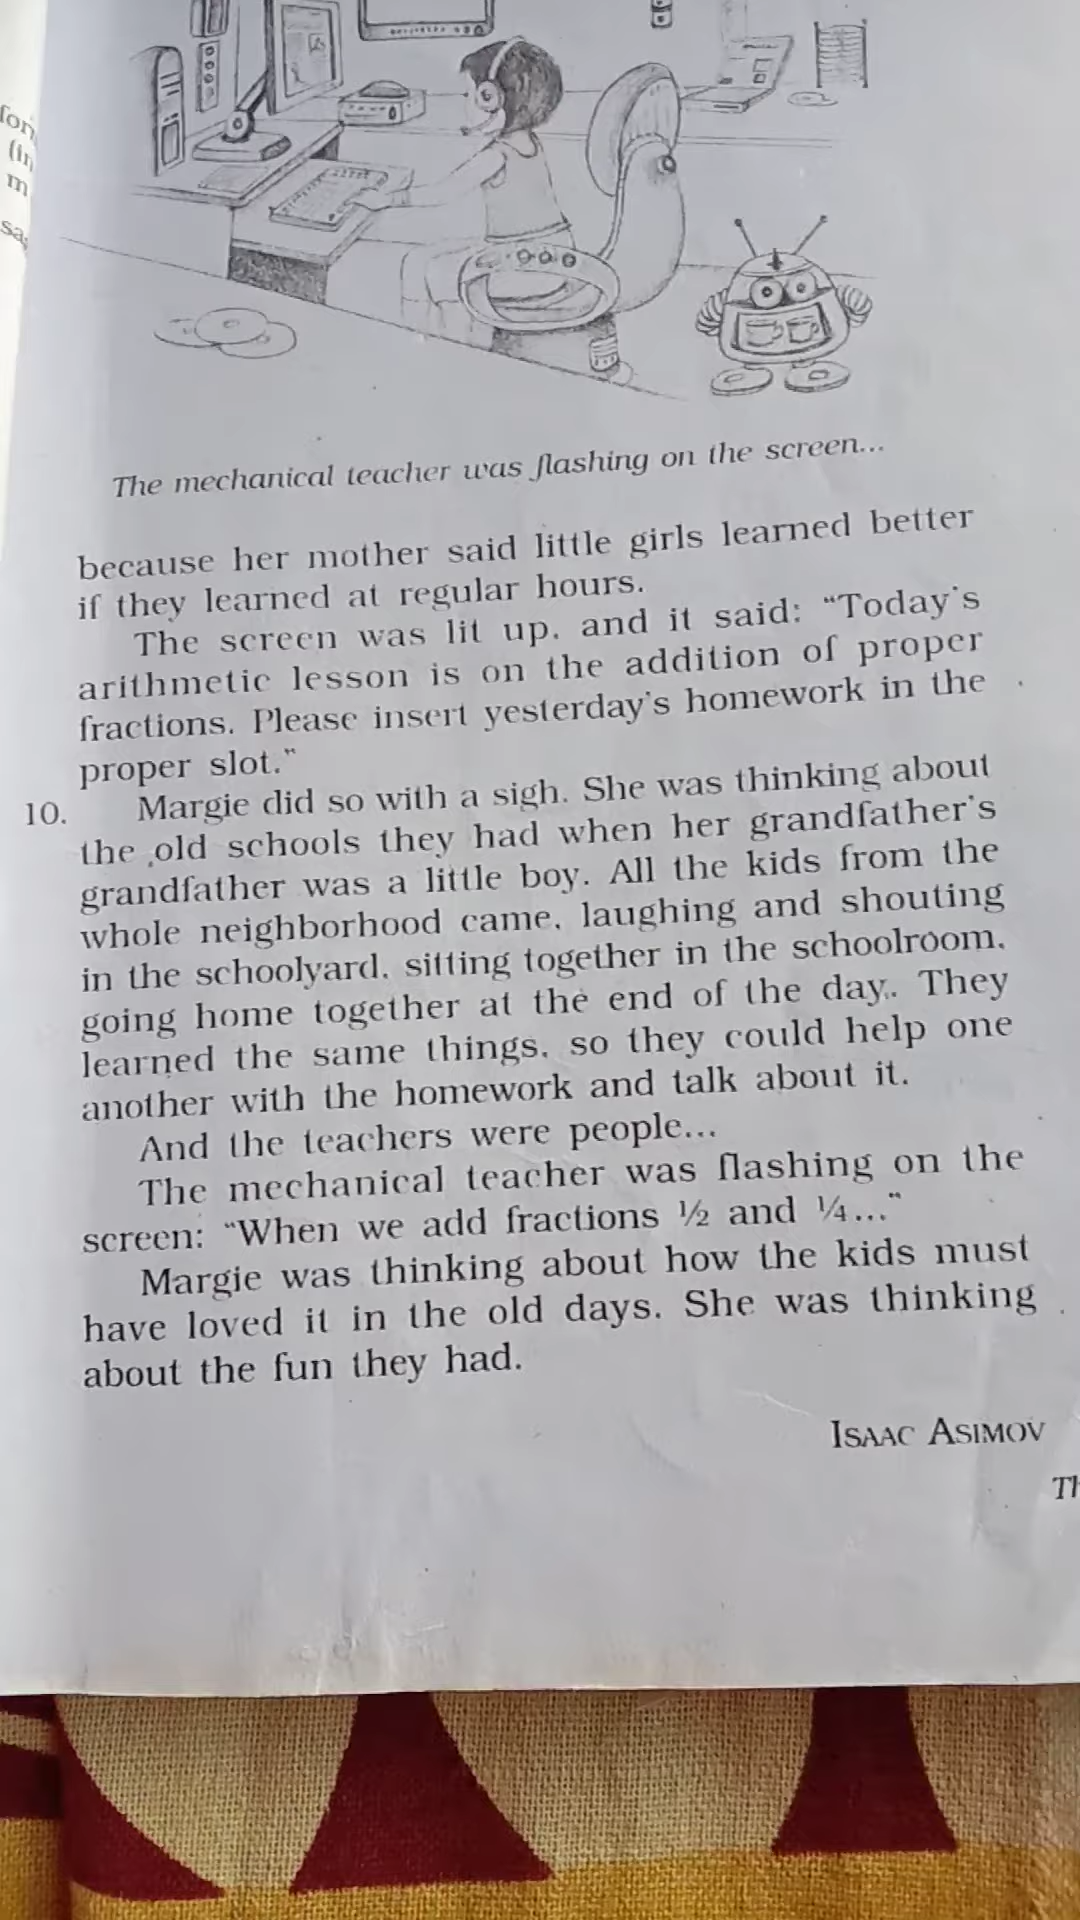 The mechanical teacher was flashing on the screen...
because her mother said little girls learned better
if they learned at regular hours.
The screen was lit up, and it said: “Today's
arithmetic lesson is on the addition of proper
fractions. Please insert yesterday's homework in the
proper slot.”
10. Margie did so with a sigh. She was thinking about
the old schools they had when her grandfather's
grandfather was a little boy. All the kids from the
whole neighborhood came, laughing and shouting
in the schoolyard, sitting together in the schoolroom,
going home together at the end of the day. They
learned the same things, so they could help one
another with the homework and talk about it.
And the teachers were people...
The mechanical teacher was flashing on the
screen: “When we add fractions ½ and ¼...”
Margie was thinking about how the kids must
have loved it in the old days. She was thinking
about the fun they had.
ISAAC ASIMOV